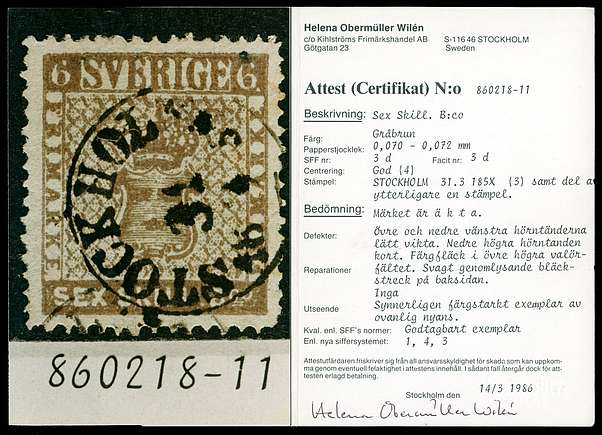 6 SVERIGE 6
STOCKHOLM
31
SEX
860218-11
Helena Obermüller Wilén
c/o Kihlströms Frimärkshandel AB S-116 46 STOCKHOLM
Götgatan 23 Sweden
Attest (Certifikat) N:o 860218-11
Beskrivning: Sex Skill. B:co
Färg: Gråbrun
Papperstjocklek: 0,070 - 0,072 mm
SFF nr: 3 d Facit nr: 3 d
Centrering: God (4)
Stämpel: STOCKHOLM 31.3 185X (3) samt del av
ytterligare en stämpel.
Bedömning: Märket är ä k t a.
Defekter: Övre och nedre vänstra hörntänderna
lätt vikta. Nedre högra hörntanden
kort. Färgfläck i övre högra valör-
fältet. Svagt genomlysande bläck-
streck på baksidan.
Reparationer Inga
Utseende Synnerligen färgstarkt exemplar av
ovanlig nyans.
Kval. enl. SFF's normer: Godtagbart exemplar
Enl. nya siffersystemet: 1, 4, 3
Attestutfärdaren friskriver sig från all ansvarsskyldighet för skada som kan uppkom-
ma genom eventuell felaktighet i attestens innehåll. I sådant fall återgår dock för att-
testen erlagd betalning.
Stockholm den 14/3 1986
Helena Obermüller Wilén